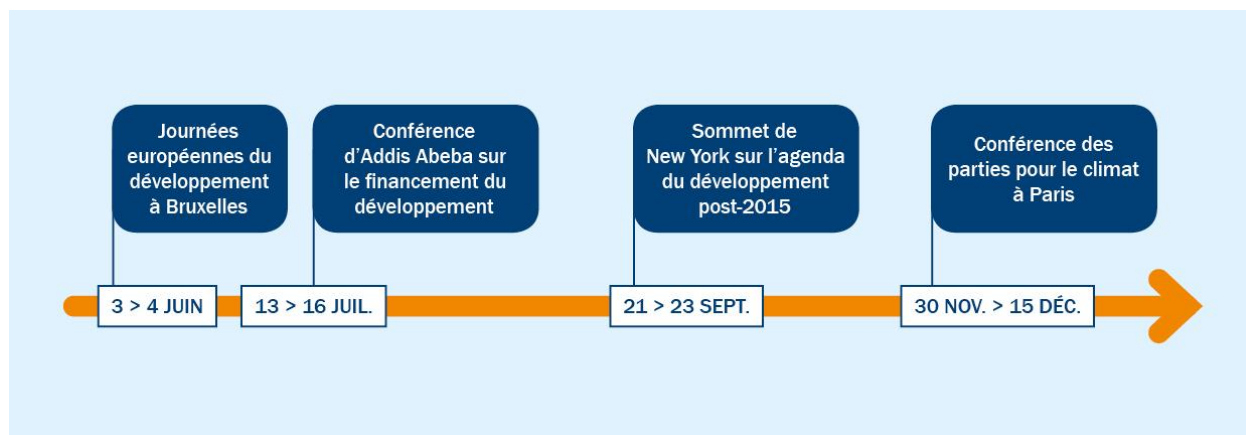 Journées
européennes du
développement
à Bruxelles
Conférence
d'Addis Abeba sur
le financement du
développement
Sommet de
New York sur l'agenda
du développement
post-2015
Conférence des
parties pour le climat
à Paris
3 > 4 JUIN
13 > 16 JUIL.
21 > 23 SEPT.
30 NOV. > 15 DÉC.